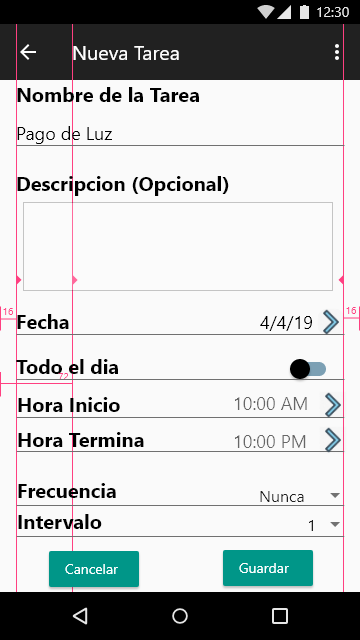 12:30
Nueva Tarea
Nombre de la Tarea
Pago de Luz
Descripcion (Opcional)
16
16
Fecha 4/4/19
Todo el dia
72
Hora Inicio 10:00 AM
Hora Termina 10:00 PM
Frecuencia Nunca
Intervalo 1
Cancelar Guardar